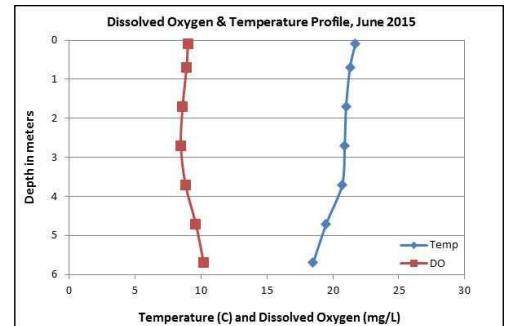 Dissolved Oxygen & Temperature Profile, June 2015
Depth in meters
0
1
2
3
4
5
6
Temp
DO
0 5 10 15 20 25 30
Temperature (C) and Dissolved Oxygen (mg/L)